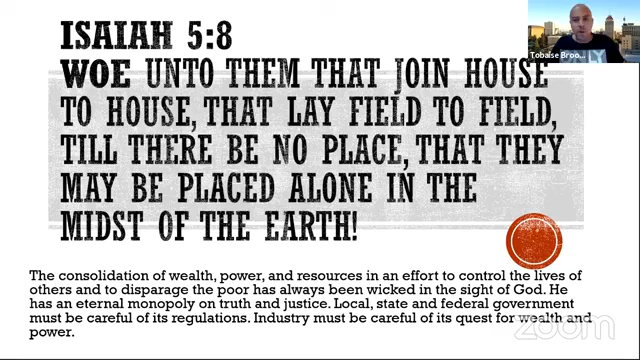 ISAIAH 5:8
WOE UNTO THEM THAT JOIN HOUSE
TO HOUSE, THAT LAY FIELD TO FIELD,
TILL THERE BE NO PLACE, THAT THEY
MAY BE PLACED ALONE IN THE
MIDST OF THE EARTH!
The consolidation of wealth, power, and resources in an effort to control the lives of
others and to disparage the poor has always been wicked in the sight of God. He
has an eternal monopoly on truth and justice. Local, state and federal government
must be careful of its regulations. Industry must be careful of its quest for wealth and
power.
Tobaise Broo...
zoom